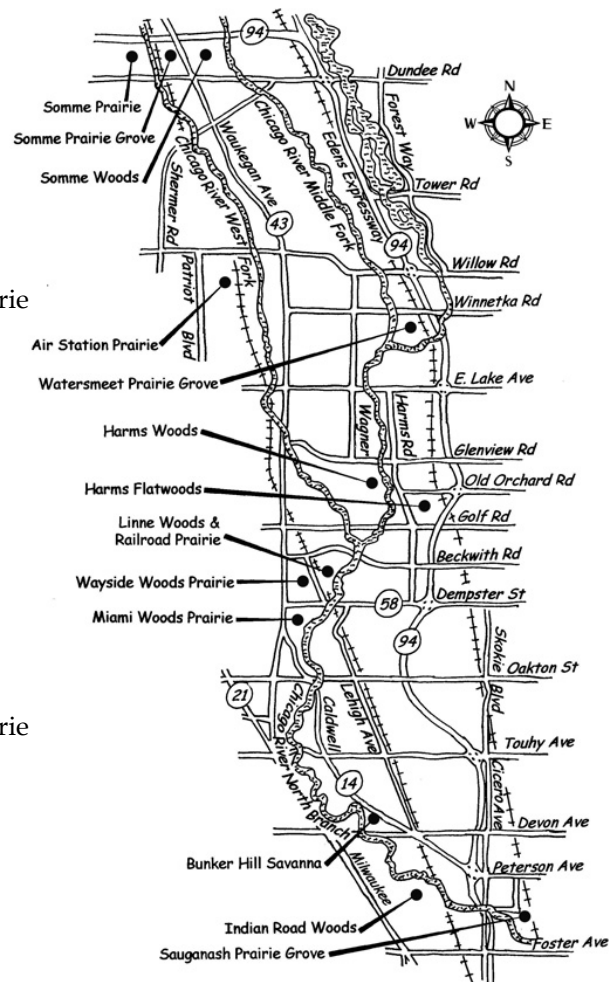 94
Dundee Rd
Somme Prairie
Somme Prairie Grove
Somme Woods
Chicago River West
Fork
Waukegan Ave
Chicago River Middle Fork
Edens Expressway
Forest Way
N
W
E
S
Tower Rd
Shermer Rd
43
94
Patriot Blvd
Willow Rd
rie
Winnetka Rd
Air Station Prairie
Watersmeet Prairie Grove
E. Lake Ave
Wagner
Harms Rd
Harms Woods
Glenview Rd
Harms Flatwoods
Old Orchard Rd
Golf Rd
Linne Woods &
Railroad Prairie
Beckwith Rd
Wayside Woods Prairie
Dempster St
58
Miami Woods Prairie
94
Skokie Blvd
Oakton St
21
Chicago River North Branch
Caldwell
Lehigh Ave
rie
Touhy Ave
Cicero Ave
14
Devon Ave
Bunker Hill Savanna
Milwaukee
Peterson Ave
Indian Road Woods
Sauganash Prairie Grove
Foster Ave